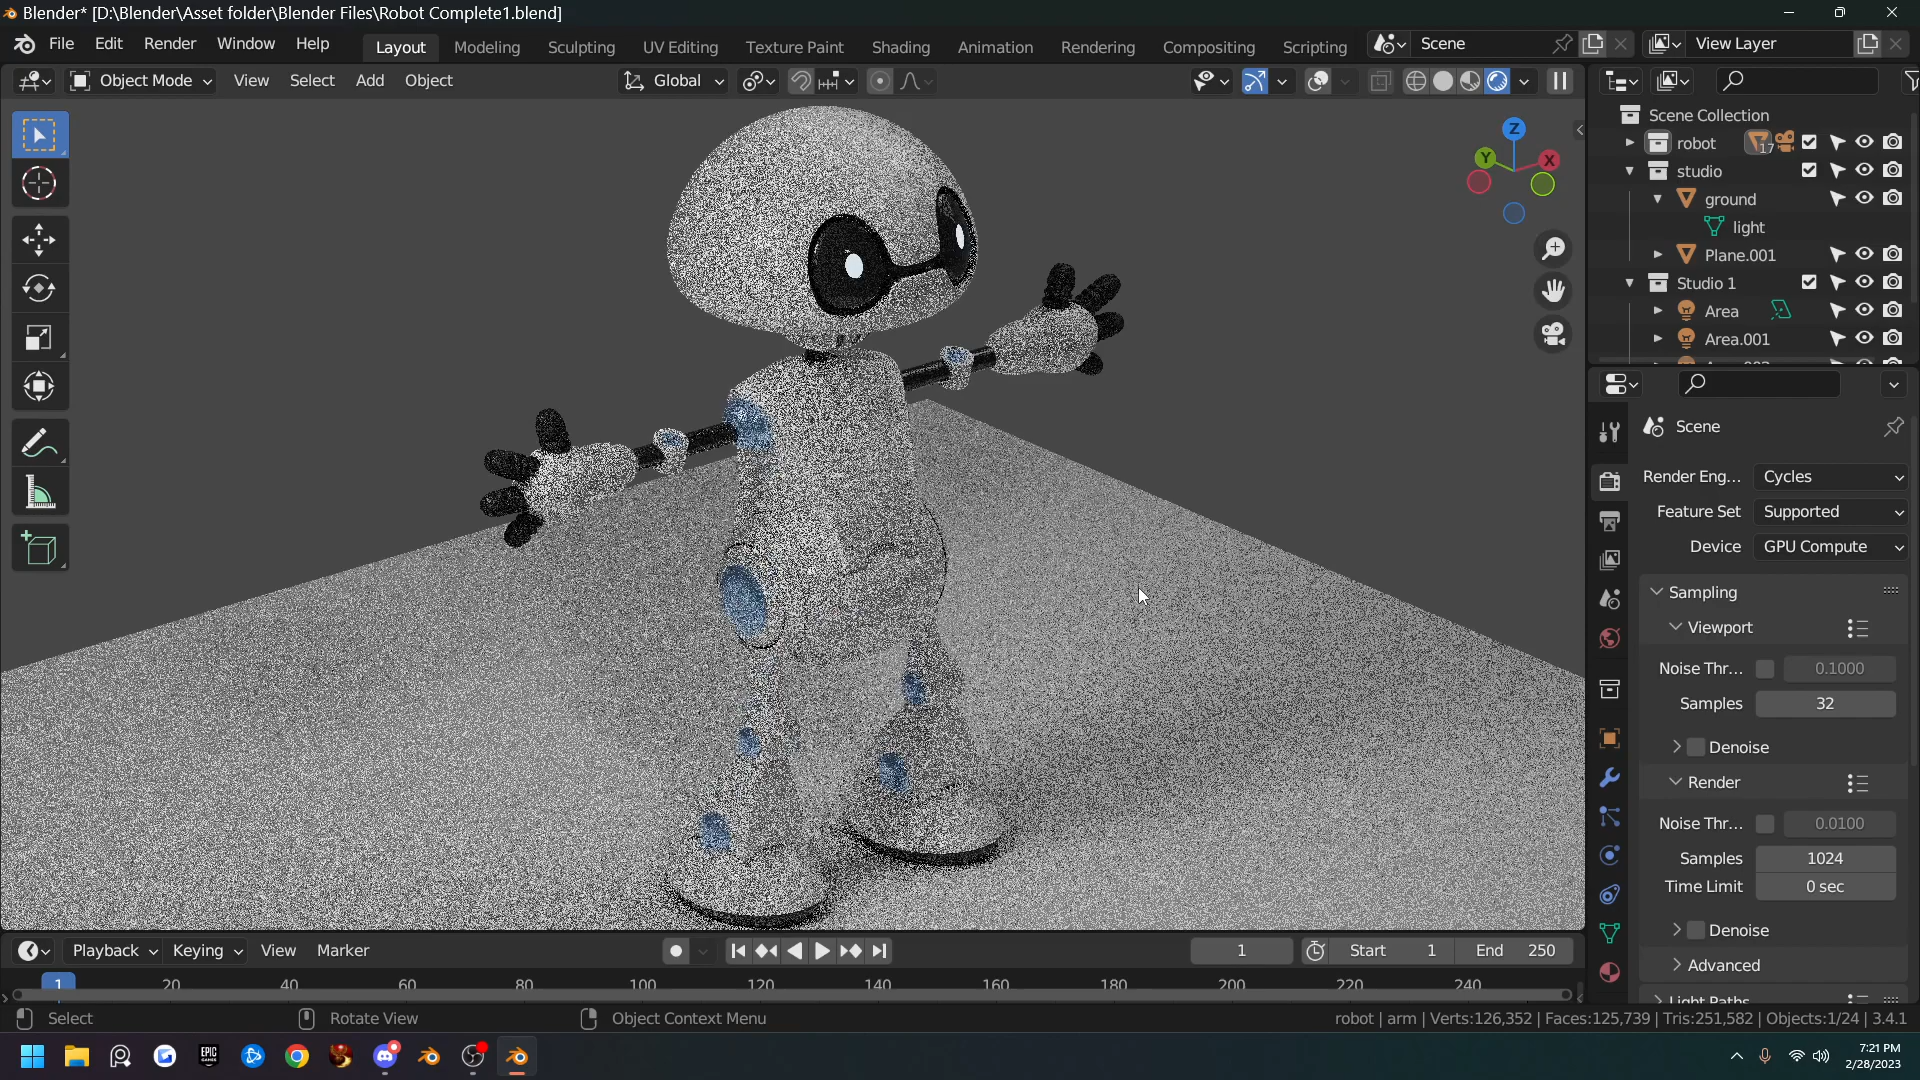 Blender* [D:\Blender\Asset folder\Blender Files\Robot Complete1.blend]
File Edit Render Window Help Layout Modeling Sculpting UV Editing Texture Paint Shading Animation Rendering Compositing Scripting Scene View Layer
Object Mode View Select Add Object Global
Z
Y X
Scene Collection
robot 17
studio
ground
light
Plane.001
Studio 1
Area
Area.001
Scene
Render Eng... Cycles
Feature Set Supported
Device GPU Compute
Sampling
Viewport
Noise Thr... 0.1000
Samples 32
Denoise
Render
Noise Thr... 0.0100
Samples 1024
Time Limit 0 sec
Denoise
Advanced
Light Paths
Playback Keying View Marker 1 Start 1 End 250
1 20 40 60 80 100 120 140 160 180 200 220 240
Select Rotate View Object Context Menu robot | arm | Verts:126,352 | Faces:125,739 | Tris:251,582 | Objects:1/24 | 3.4.1
EPIC GAMES
7:21 PM
2/28/2023